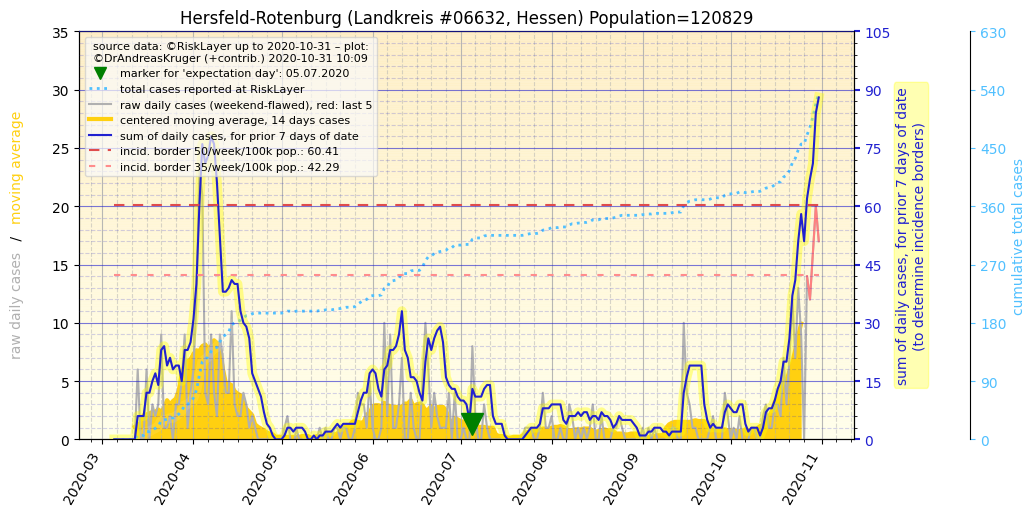 Hersfeld-Rotenburg (Landkreis #06632, Hessen) Population=120829
source data: ©RiskLayer up to 2020-10-31 – plot:
©DrAndreasKruger (+contrib.) 2020-10-31 10:09
marker for 'expectation day': 05.07.2020
total cases reported at RiskLayer
raw daily cases (weekend-flawed), red: last 5
centered moving average, 14 days cases
sum of daily cases, for prior 7 days of date
incid. border 50/week/100k pop.: 60.41
incid. border 35/week/100k pop.: 42.29
raw daily cases / moving average
35
30
25
20
15
10
5
0
2020-03
2020-04
2020-05
2020-06
2020-07
2020-08
2020-09
2020-10
2020-11
105
90
75
60
45
30
15
0
sum of daily cases, for prior 7 days of date
(to determine incidence borders)
630
540
450
360
270
180
90
0
cumulative total cases